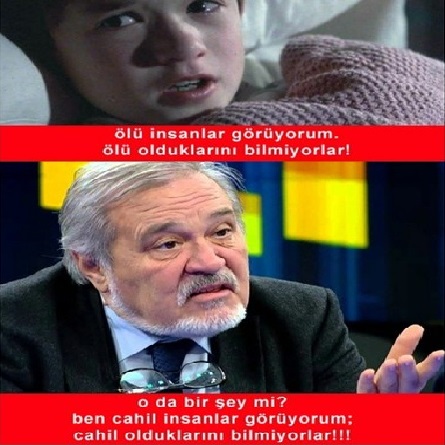 ölü insanlar görüyorum.
ölü olduklarını bilmiyorlar!
o da bir şey mi?
ben cahil insanlar görüyorum;
cahil olduklarını bilmiyorlar!!!